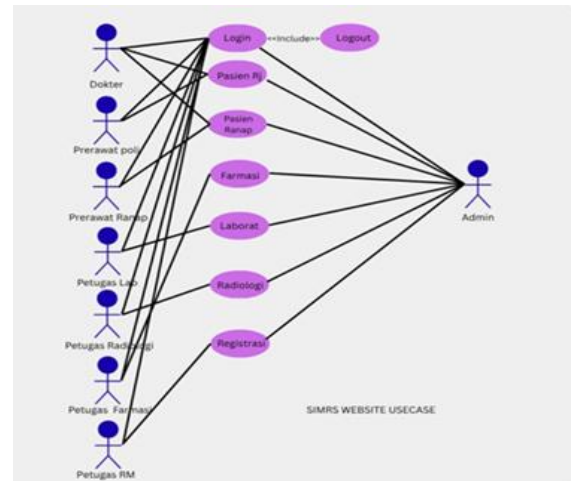 Login
<<Include>>
Logout
Pasien Rj
Pasien
Ranap
Farmasi
Laborat
Radiologi
Registrasi
Dokter
Prerawat poli
Prerawat Ranap
Petugas Lab
Petugas Radiologi
Petugas Farmasi
Petugas RM
Admin
SIMRS WEBSITE USECASE